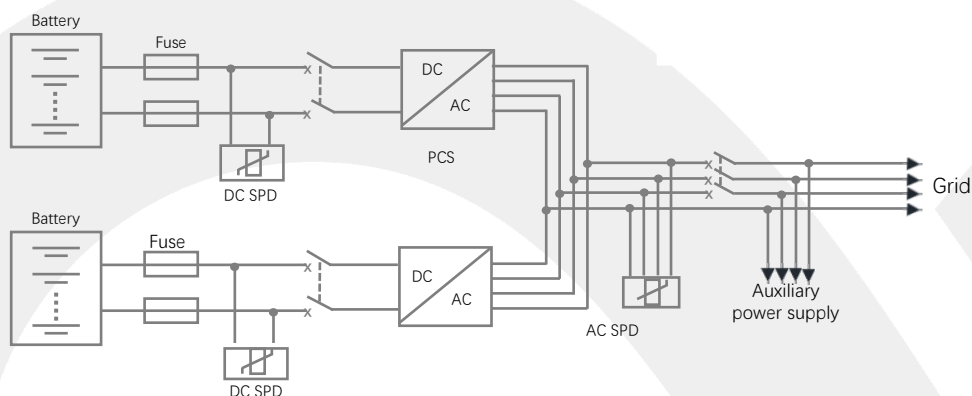 Battery
Fuse
DC
AC
PCS
DC SPD
Grid
Battery
Fuse
DC
AC
AC SPD
Auxiliary
power supply
DC SPD